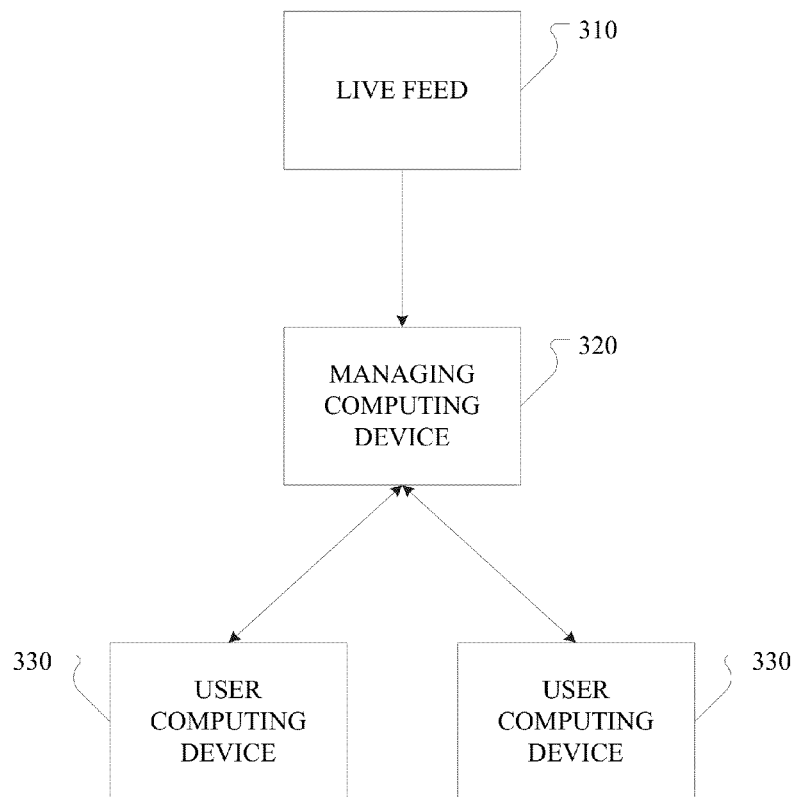 310
LIVE FEED
320
MANAGING
COMPUTING
DEVICE
330
USER
COMPUTING
DEVICE
330
USER
COMPUTING
DEVICE